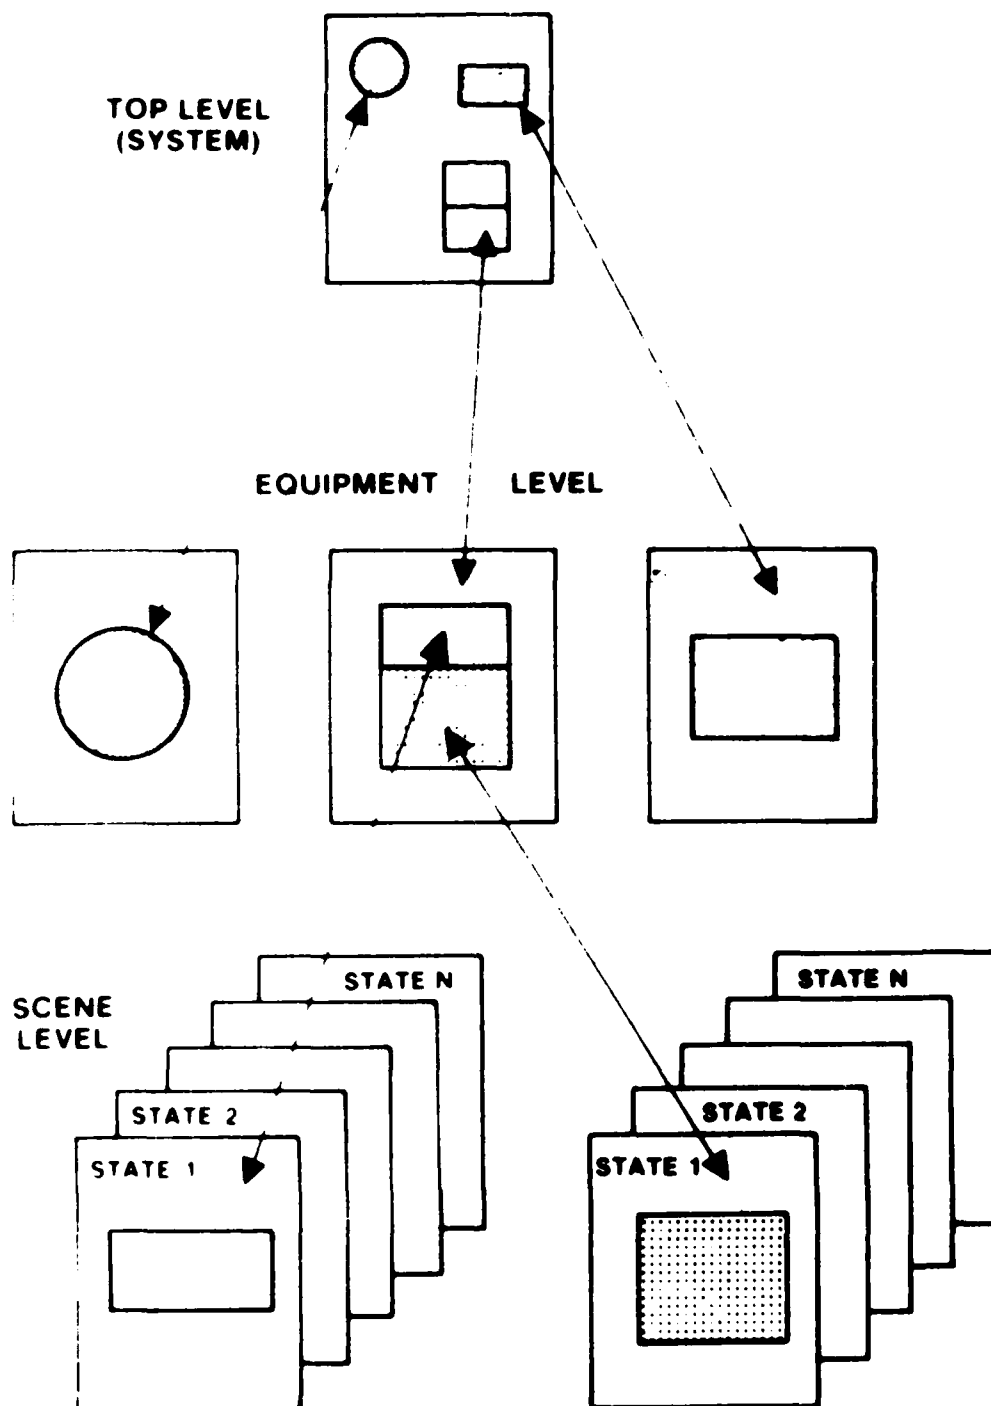 TOP LEVEL
(SYSTEM)
EQUIPMENT LEVEL
SCENE
LEVEL
STATE N
STATE 2
STATE 1
STATE N
STATE 2
STATE 1